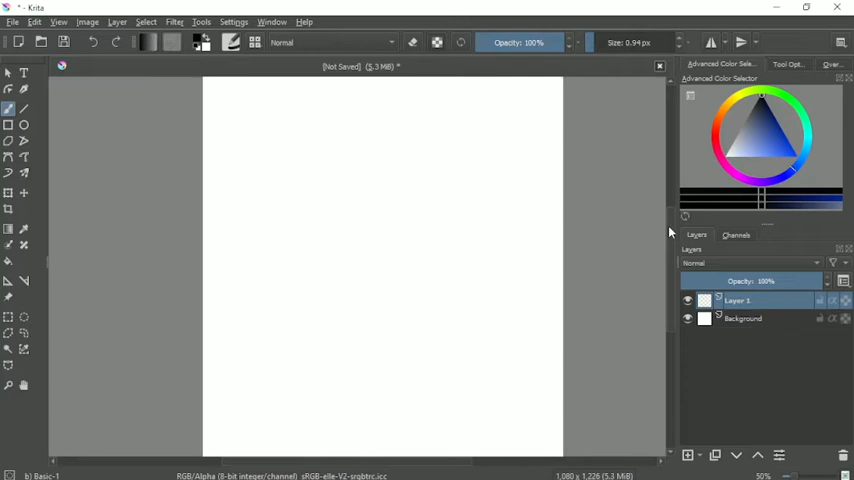 * - Krita
File Edit View Image Layer Select Filter Tools Settings Window Help
Normal Opacity: 100% Size: 0.94 px
[Not Saved] (5.3 MiB) *
Advanced Color Sele... Tool Opt... Over...
Advanced Color Selector
Layers Channels
Layers
Normal
Opacity: 100%
Layer 1
Background
b) Basic-1 RGB/Alpha (8-bit integer/channel) sRGB-elle-V2-srgbtrc.icc 1,080 x 1,226 (5.3 MiB) 50%